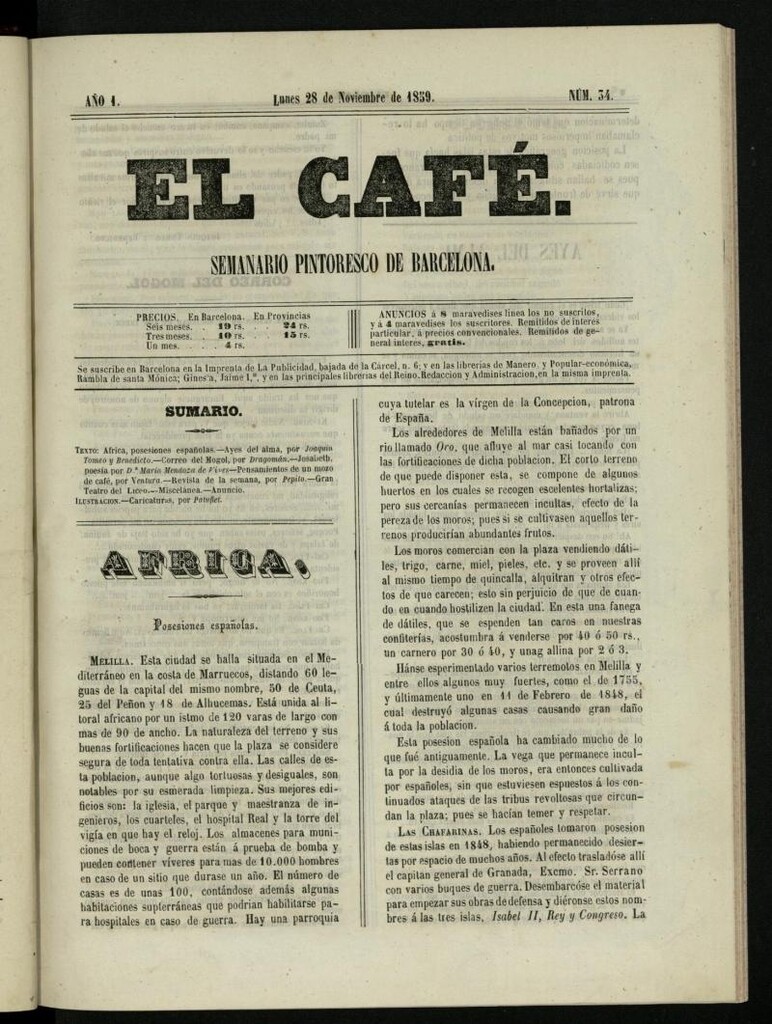 AÑO 1.
Lunes 28 de Noviembre de 1859.
NÚM. 34.
EL CAFÉ.
SEMANARIO PINTORESCO DE BARCELONA.
PRECIOS. En Barcelona. En Provincias
Seis meses. . 19 rs. . . 24 rs.
Tres meses. . 10 rs. . . 15 rs.
Un mes. . . . 4 rs.
ANUNCIOS á 8 maravedises linea los no suscritos,
y á 4 maravedises los suscritores. Remitidos de interes
particular, á precios convencionales. Remitidos de ge-
neral interes, gratis.
Se suscribe en Barcelona en la Imprenta de La Publicidad, bajada de la Cárcel, n. 6; y en las librerias de Manero, y Popular-económica,
Rambla de santa Mónica; Ginesta, Jaime I.º, y en las principales librerias del Reino. Redaccion y Administracion, en la misma imprenta.
SUMARIO.
TEXTO: Africa, posesiones españolas.—Ayes del alma, por Joaquin
Tomeo y Benedicto.—Correo del Mogol, por Dragomán.—Josabeth,
poesía por D.ª Maria Mendoza de Vives—Pensamientos de un mozo
de café, por Ventura.—Revista de la semana, por Pepito.—Gran
Teatro del LICEO.—Miscelánea.—Anuncio.
ILUSTRACION.—Caricaturas, por Patuflet.
AFRICA.
Posesiones españolas.
MELILLA. Esta ciudad se halla situada en el Me-
diterráneo en la costa de Marruecos, distando 60 le-
guas de la capital del mismo nombre, 50 de Ceuta,
25 del Peñon y 18 de Alhucemas. Está unida al li-
toral africano por un istmo de 120 varas de largo con
mas de 90 de ancho. La naturaleza del terreno y sus
buenas fortificaciones hacen que la plaza se considere
segura de toda tentativa contra ella. Las calles de es-
ta poblacion, aunque algo tortuosas y desiguales, son
notables por su esmerada limpieza. Sus mejores edi-
ficios son: la iglesia, el parque y maestranza de in-
genieros, los cuarteles, el hospital Real y la torre del
vigía en que hay el reloj. Los almacenes para muni-
ciones de boca y guerra están á prueba de bomba y
pueden contener víveres para mas de 10.000 hombres
en caso de un sitio que durase un año. El número de
casas es de unas 100, contándose además algunas
habitaciones supterráneas que podrian habilitarse pa-
ra hospitales en caso de guerra. Hay una parroquia
cuya tutelar es la vírgen de la Concepcion, patrona
de España.
Los alrededores de Melilla están bañados por un
rio llamado Oro, que afluye al mar casi tocando con
las fortificaciones de dicha poblacion. El corto terreno
de que puede disponer esta, se compone de algunos
huertos en los cuales se recogen escelentes hortalizas;
pero sus cercanías permanecen incultas, efecto de la
pereza de los moros; pues si se cultivasen aquellos ter-
renos producirían abundantes frutos.
Los moros comercian con la plaza vendiendo dáti-
les, trigo, carne, miel, pieles, etc. y se proveen allí
al mismo tiempo de quincalla, alquitran y otros efec-
tos de que carecen; esto sin perjuicio de que de cuan-
do en cuando hostilizen la ciudad. En esta una fanega
de dátiles, que se espenden tan caros en nuestras
confiterías, acostumbra á venderse por 40 ó 50 rs.,
un carnero por 30 ó 40, y unag allina por 2 ó 3.
Hánse esperimentado varios terremotos en Melilla y
entre ellos algunos muy fuertes, como el de 1755,
y últimamente uno en 11 de Febrero de 1848, el
cual destruyó algunas casas causando gran daño
á toda la poblacion.
Esta posesion española ha cambiado mucho de lo
que fué antiguamente. La vega que permanece incul-
ta por la desidia de los moros, era entonces cultivada
por españoles, sin que estuviesen espuestos á los con-
tinuados ataques de las tribus revoltosas que circun-
dan la plaza; pues se hacían temer y respetar.
LAS CHAFARINAS. Los españoles tomaron posesion
de estas islas en 1848, habiendo permanecido desier-
tas por espacio de muchos años. Al efecto trasladóse allí
el capitan general de Granada, Excmo. Sr. Serrano
con varios buques de guerra. Desembarcóse el material
para empezar sus obras de defensa y diéronse estos nom-
bres á las tres islas, Isabel II, Rey y Congreso. La